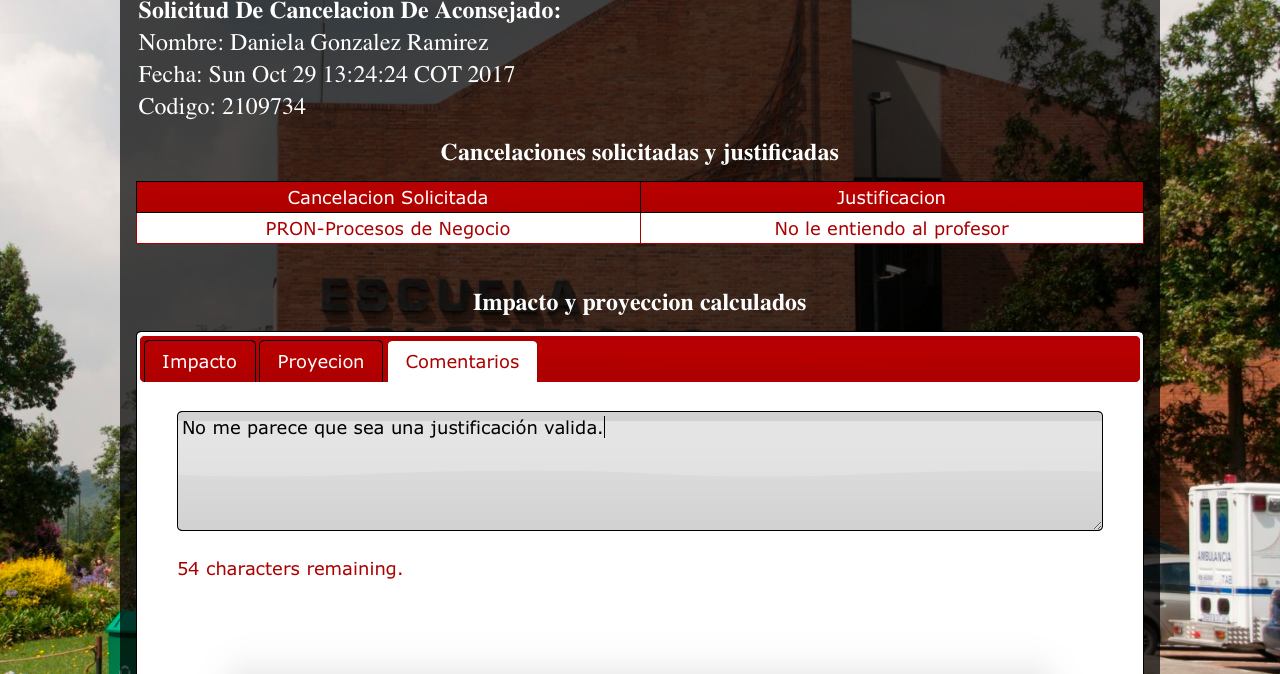 Solicitud De Cancelacion De Aconsejado:
Nombre: Daniela Gonzalez Ramirez
Fecha: Sun Oct 29 13:24:24 COT 2017
Codigo: 2109734
Cancelaciones solicitadas y justificadas
Cancelacion Solicitada Justificacion
PRON-Procesos de Negocio No le entiendo al profesor
ESCUELA
Impacto y proyeccion calculados
Impacto Proyecion Comentarios
No me parece que sea una justificación valida.
AMBULANCIA
54 characters remaining.